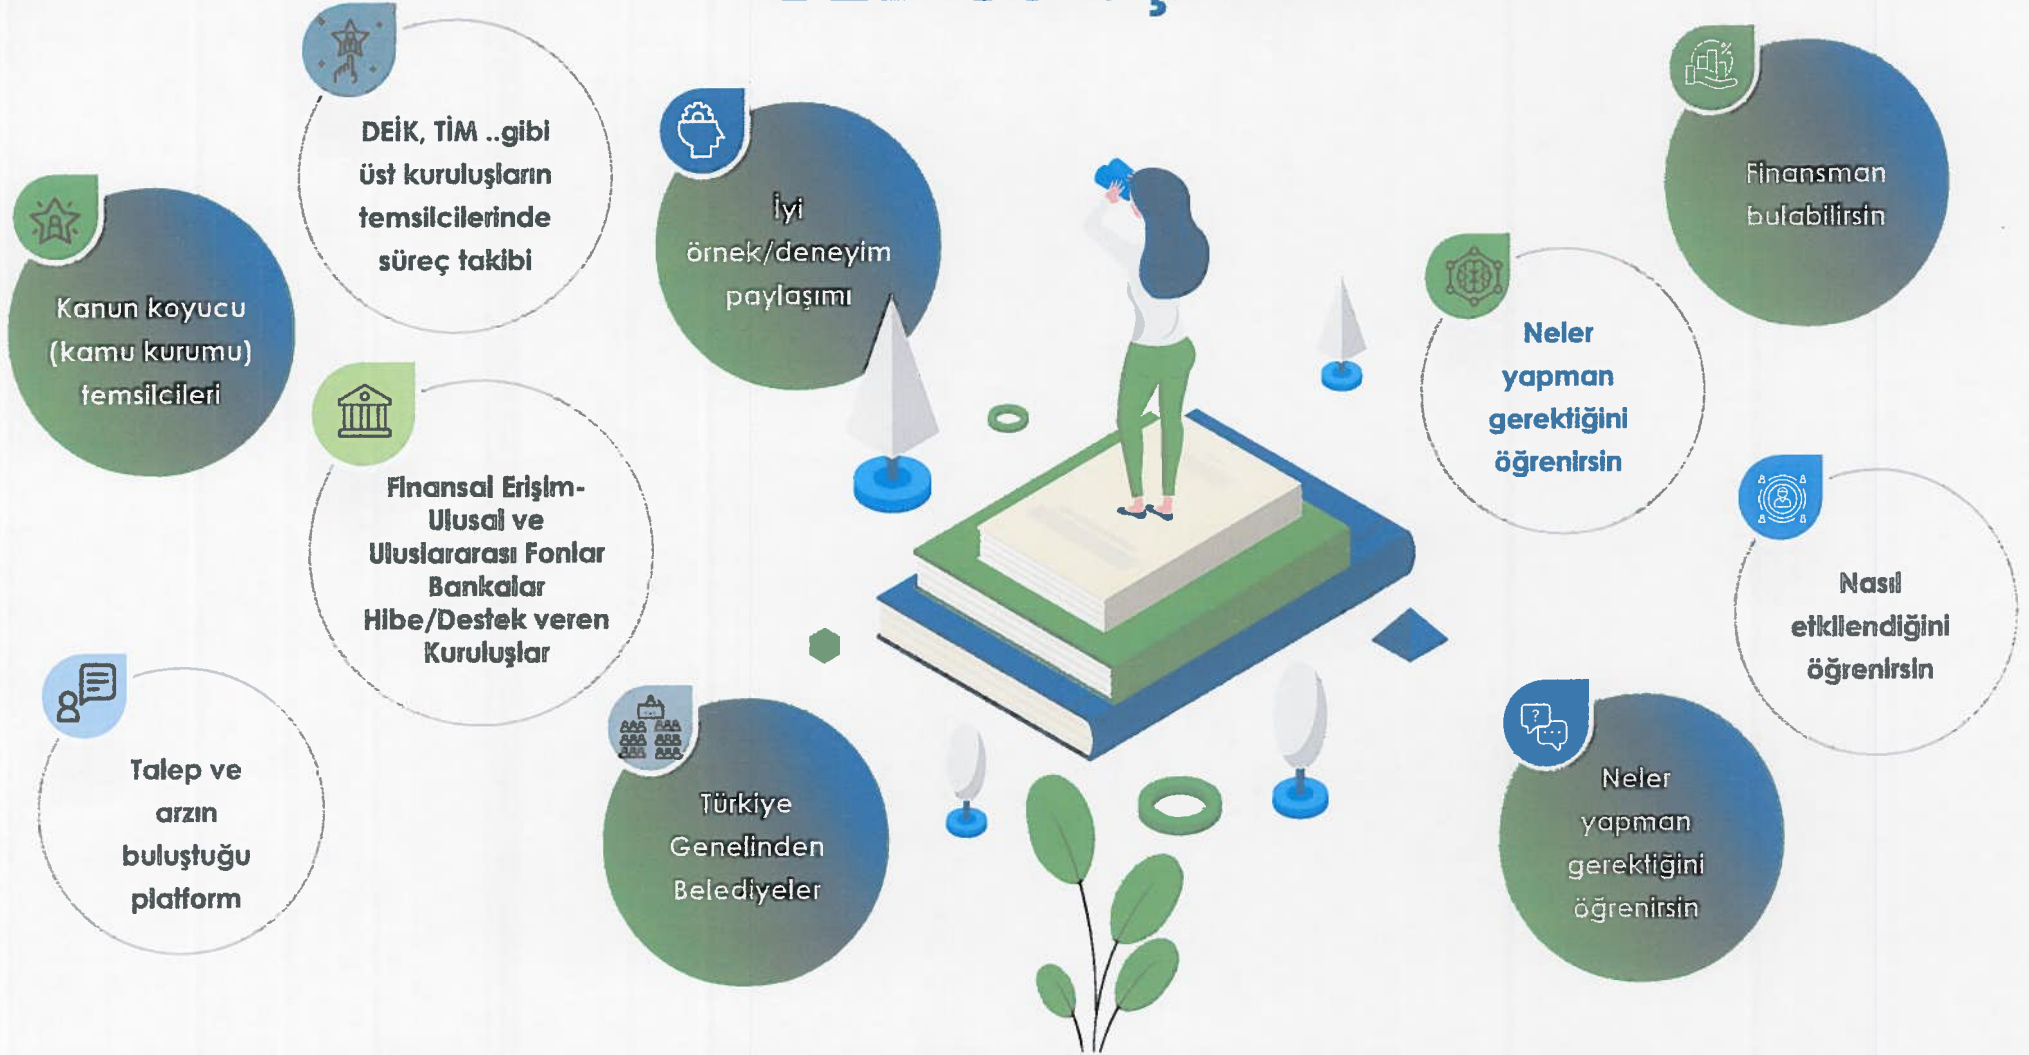 DEİK, TİM ..gibi
üst kuruluşların
temsilcilerinde
süreç takibi
Kanun koyucu
(kamu kurumu)
temsilcileri
İyi
örnek/deneyim
paylaşımı
Finansman
bulabilirsin
Neler
yapman
gerektiğini
öğrenirsin
Finansal Erişim-
Ulusal ve
Uluslararası Fonlar
Bankalar
Hibe/Destek veren
Kuruluşlar
Nasıl
etkilendiğini
öğrenirsin
Talep ve
arzın
buluştuğu
platform
Türkiye
Genelinden
Belediyeler
Neler
yapman
gerektiğini
öğrenirsin